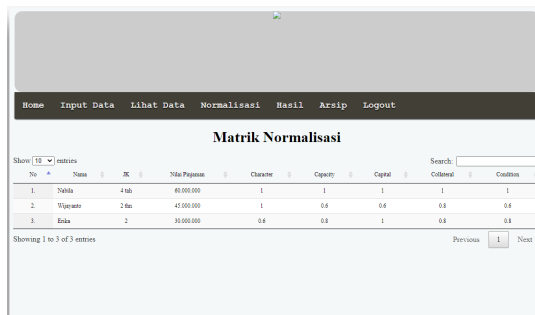 Home Input Data Lihat Data Normalisasi Hasil Arsip Logout
Matrik Normalisasi
Show 10 entries Search:
No Nama JK Nilai Pinjaman Character Capacity Capital Collateral Condition
1. Nabila 4 tah 60.000.000 1 1 1 1 1
2. Wijayanto 2 thn 45.000.000 1 0.6 0.6 0.8 0.6
3. Erika 2 30.000.000 0.6 0.8 1 0.8 0.8
Showing 1 to 3 of 3 entries Previous 1 Next